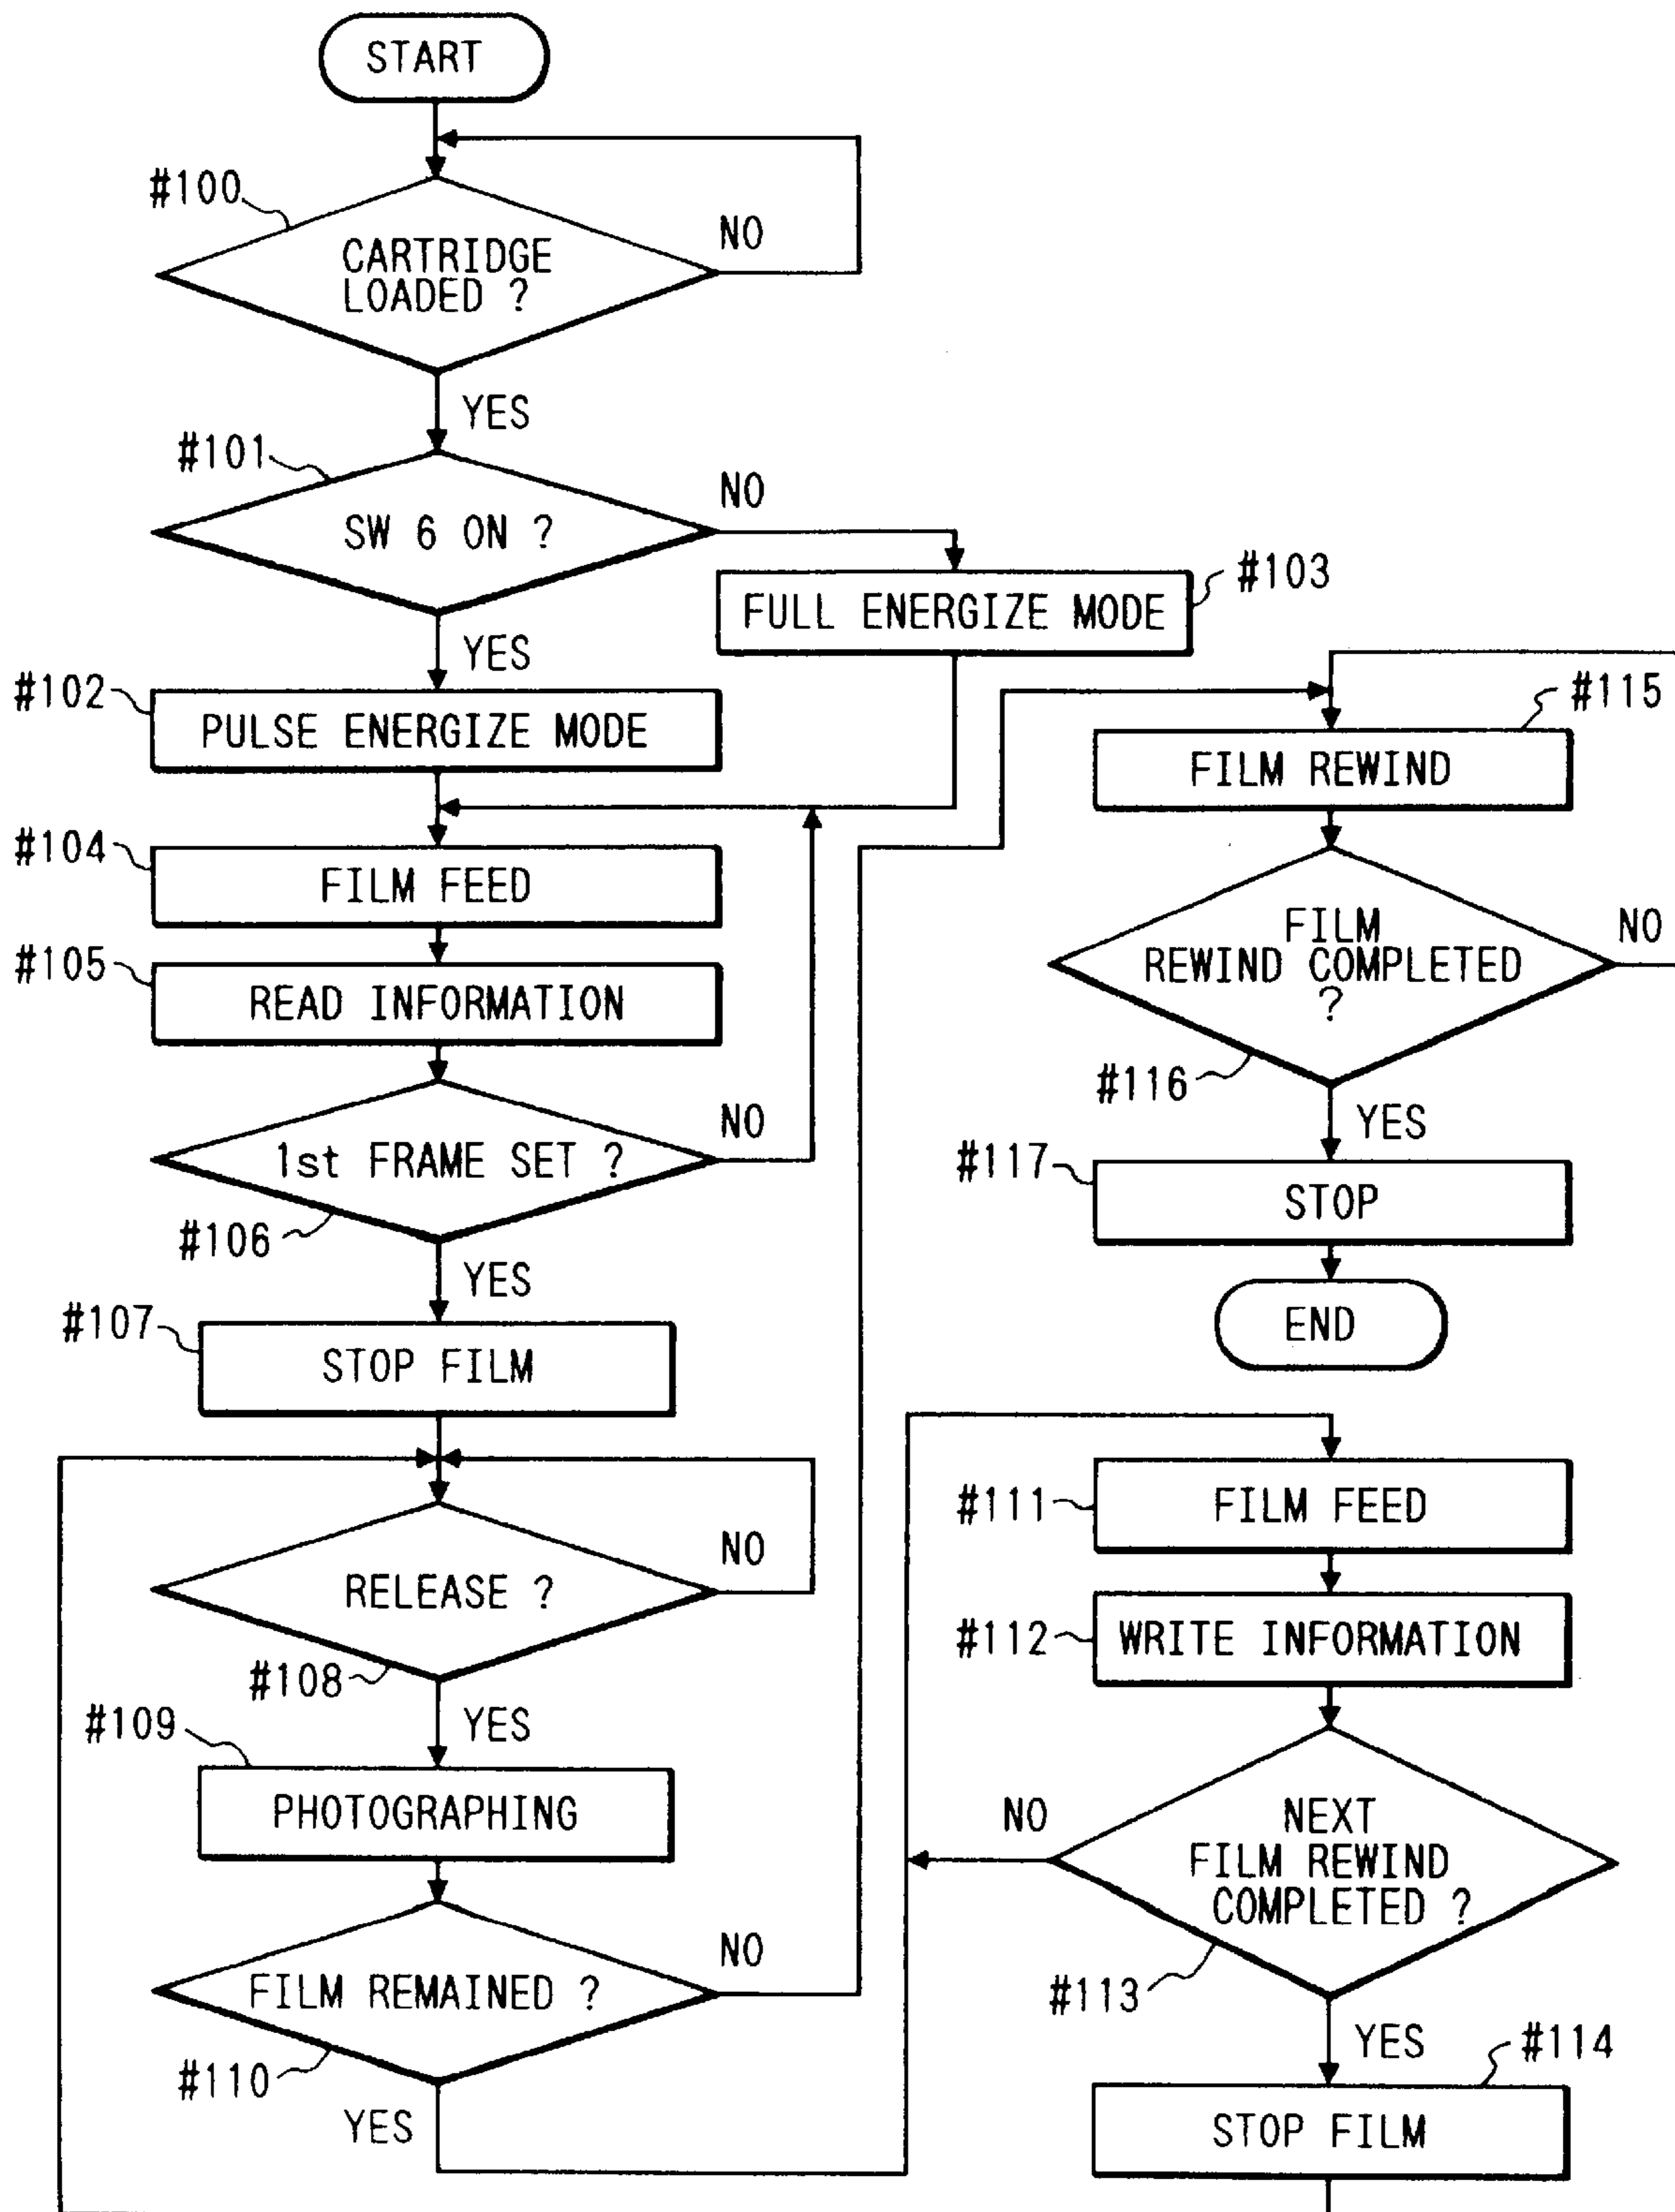 START
#100
CARTRIDGE
LOADED ?
NO
YES
#101
SW 6 ON ?
NO
YES
#103
FULL ENERGIZE MODE
#102
PULSE ENERGIZE MODE
#104
FILM FEED
#105
READ INFORMATION
1st FRAME SET ?
NO
#106
YES
#107
STOP FILM
RELEASE ?
NO
#108
YES
#109
PHOTOGRAPHING
FILM REMAINED ?
NO
#110
YES
#115
FILM REWIND
FILM
REWIND COMPLETED
?
NO
#116
YES
#117
STOP
END
#111
FILM FEED
#112
WRITE INFORMATION
NEXT
FILM REWIND
COMPLETED ?
NO
#113
YES
#114
STOP FILM